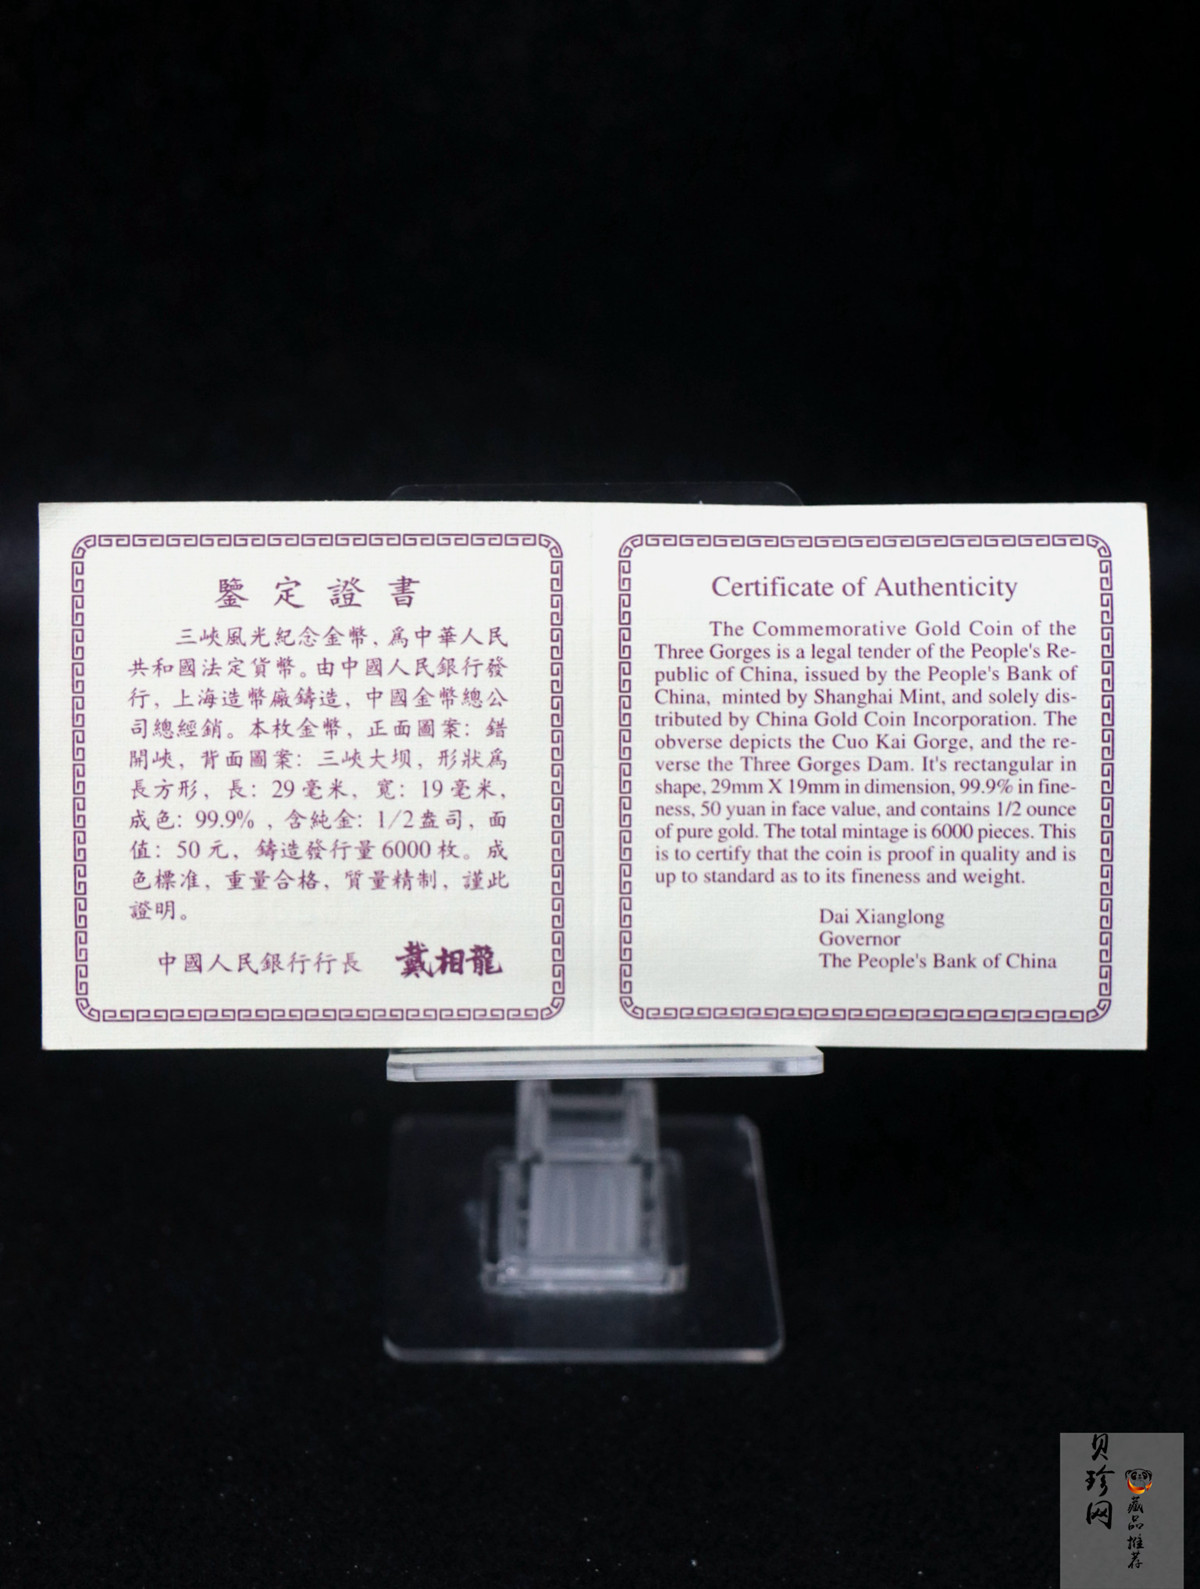 鑒定證書
三峽風光紀念金幣，爲中華人民
共和國法定貨幣。由中國人民銀行發
行，上海造幣廠鑄造，中國金幣總公
司總經銷。本枚金幣，正面圖案：錯
開峽，背面圖案：三峽大坝，形狀爲
長方形，長：29毫米，寬：19毫米，
成色：99.9%，含純金：1/2盎司，面
值：50元，鑄造發行量6000枚。成
色標准，重量合格，質量精制，謹此
證明。
中國人民銀行行長 戴相龍
Certificate of Authenticity
The Commemorative Gold Coin of the
Three Gorges is a legal tender of the People's Re-
public of China, issued by the People's Bank of
China, minted by Shanghai Mint, and solely dis-
tributed by China Gold Coin Incorporation. The
obverse depicts the Cuo Kai Gorge, and the re-
verse the Three Gorges Dam. It's rectangular in
shape, 29mm X 19mm in dimension, 99.9% in fine-
ness, 50 yuan in face value, and contains 1/2 ounce
of pure gold. The total mintage is 6000 pieces. This
is to certify that the coin is proof in quality and is
up to standard as to its fineness and weight.
Dai Xianglong
Governor
The People's Bank of China
贝珍网
藏品推荐